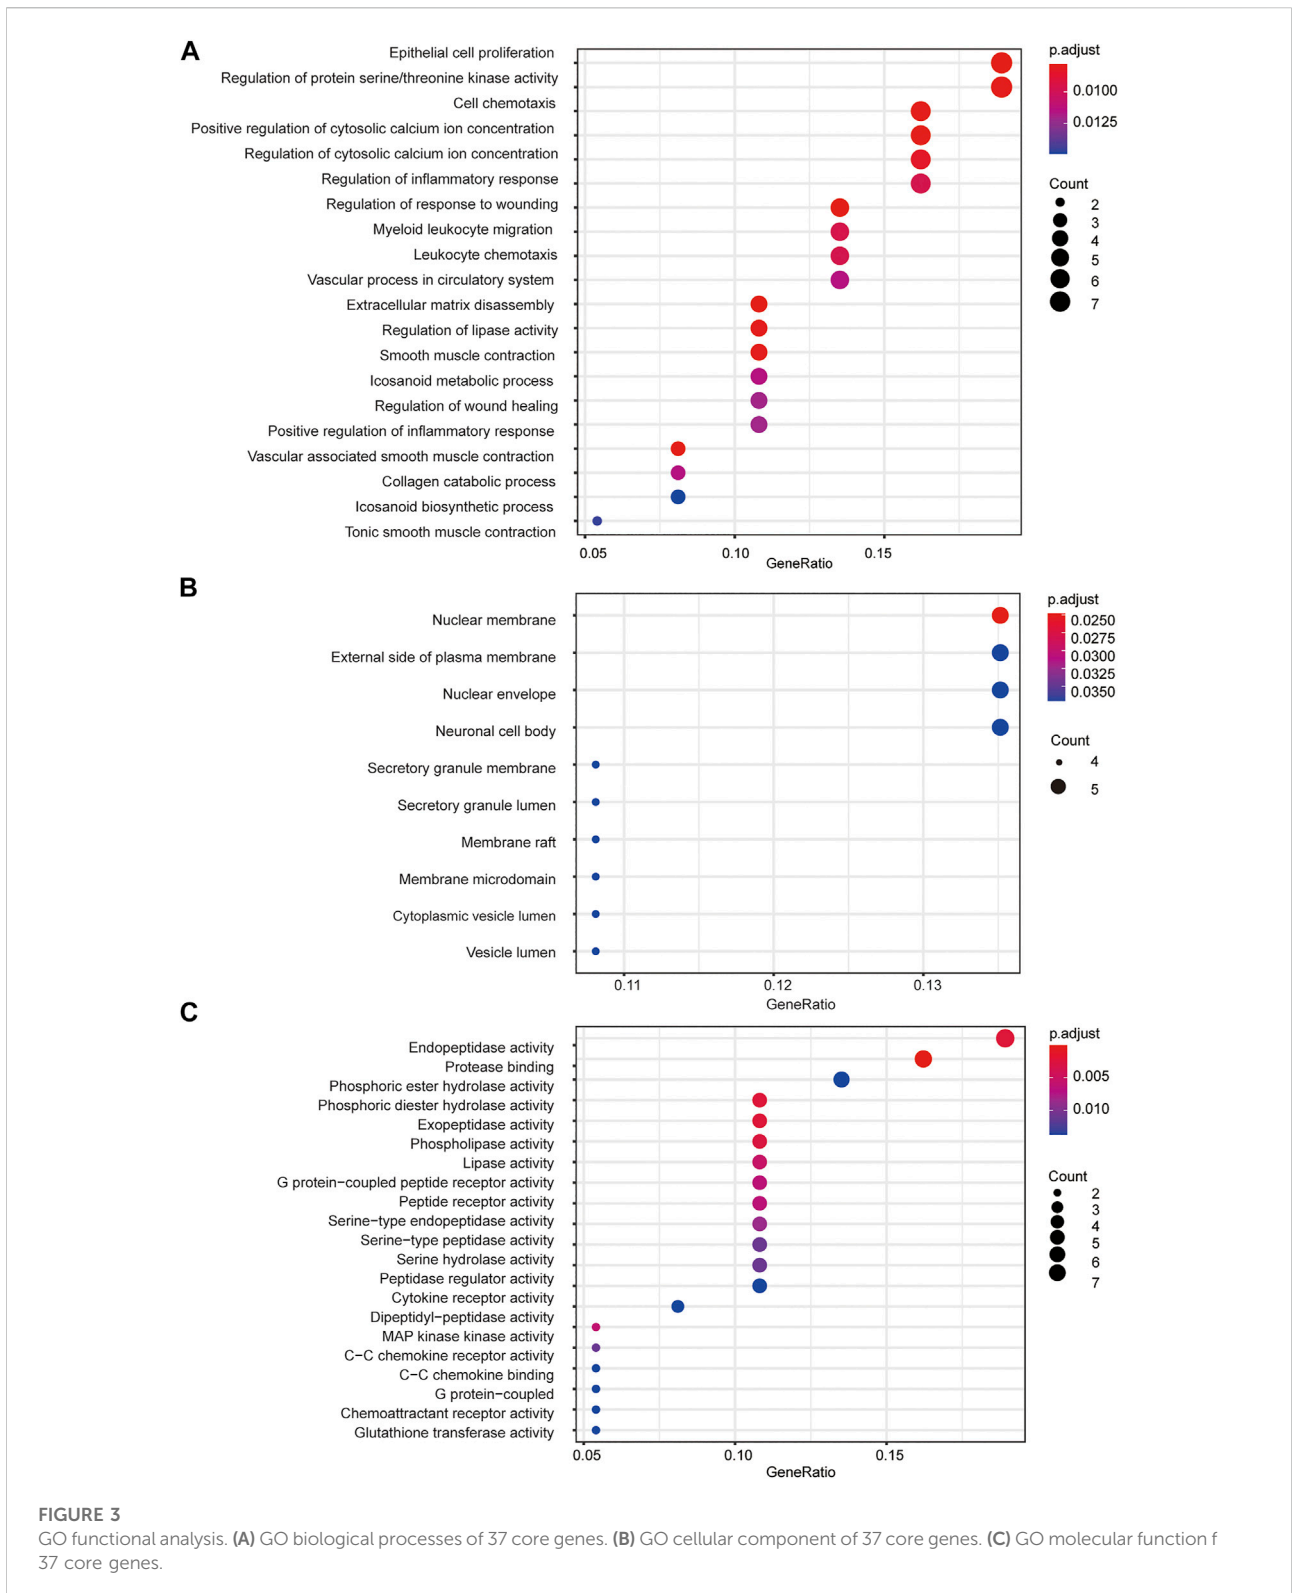 A
Epithelial cell proliferation
Regulation of protein serine/threonine kinase activity
Cell chemotaxis
Positive regulation of cytosolic calcium ion concentration
Regulation of cytosolic calcium ion concentration
Regulation of inflammatory response
Regulation of response to wounding
Myeloid leukocyte migration
Leukocyte chemotaxis
Vascular process in circulatory system
Extracellular matrix disassembly
Regulation of lipase activity
Smooth muscle contraction
Icosanoid metabolic process
Regulation of wound healing
Positive regulation of inflammatory response
Vascular associated smooth muscle contraction
Collagen catabolic process
Icosanoid biosynthetic process
Tonic smooth muscle contraction
0.05 0.10 0.15
GeneRatio
p.adjust
0.0100
0.0125
Count
2
3
4
5
6
7
B
Nuclear membrane
External side of plasma membrane
Nuclear envelope
Neuronal cell body
Secretory granule membrane
Secretory granule lumen
Membrane raft
Membrane microdomain
Cytoplasmic vesicle lumen
Vesicle lumen
0.11 0.12 0.13
GeneRatio
p.adjust
0.0250
0.0275
0.0300
0.0325
0.0350
Count
4
5
C
Endopeptidase activity
Protease binding
Phosphoric ester hydrolase activity
Phosphoric diester hydrolase activity
Exopeptidase activity
Phospholipase activity
Lipase activity
G protein−coupled peptide receptor activity
Peptide receptor activity
Serine−type endopeptidase activity
Serine−type peptidase activity
Serine hydrolase activity
Peptidase regulator activity
Cytokine receptor activity
Dipeptidyl−peptidase activity
MAP kinase kinase activity
C−C chemokine receptor activity
C−C chemokine binding
G protein−coupled
Chemoattractant receptor activity
Glutathione transferase activity
0.05 0.10 0.15
GeneRatio
p.adjust
0.005
0.010
Count
2
3
4
5
6
7
FIGURE 3
GO functional analysis. (A) GO biological processes of 37 core genes. (B) GO cellular component of 37 core genes. (C) GO molecular function f
37 core genes.